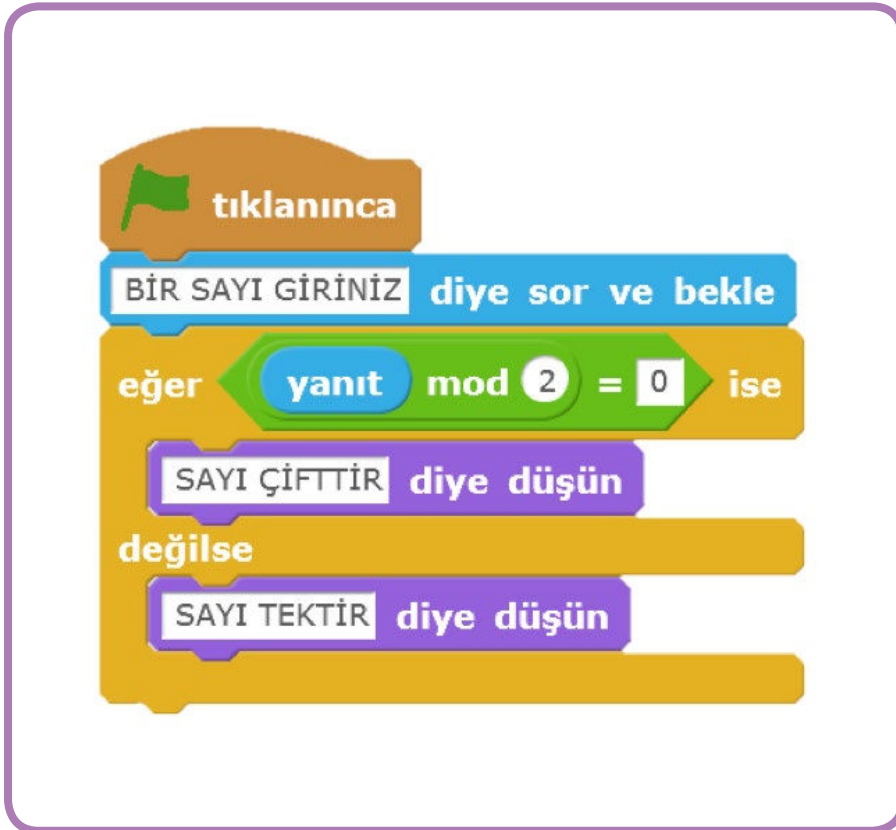 tıklanınca
BİR SAYI GİRİNİZ diye sor ve bekle
eğer yanıt mod 2 = 0 ise
SAYI ÇİFTTİR diye düşün
değilse
SAYI TEKTİR diye düşün